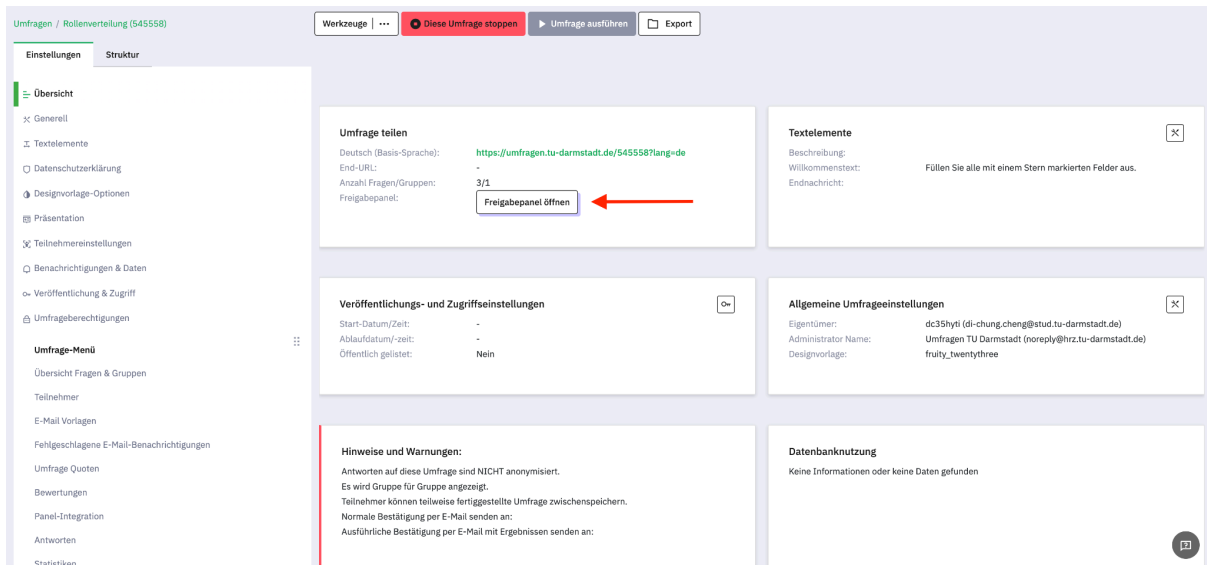 Umfragen / Rollenverteilung (545558)
Werkzeuge | ···
Diese Umfrage stoppen
Umfrage ausführen
Export
Einstellungen
Struktur
Übersicht
Generell
Textelemente
Datenschutzerklärung
Designvorlage-Optionen
Präsentation
Teilnehmereinstellungen
Benachrichtigungen & Daten
Veröffentlichung & Zugriff
Umfrageberechtigungen
Umfrage-Menü
Übersicht Fragen & Gruppen
Teilnehmer
E-Mail Vorlagen
Fehlgeschlagene E-Mail-Benachrichtigungen
Umfrage Quoten
Bewertungen
Panel-Integration
Antworten
Statistiken
Umfrage teilen
Deutsch (Basis-Sprache): https://umfragen.tu-darmstadt.de/545558?lang=de
End-URL: -
Anzahl Fragen/Gruppen: 3/1
Freigabepanel: Freigabepanel öffnen
Textelemente
Beschreibung:
Willkommenstext: Füllen Sie alle mit einem Stern markierten Felder aus.
Endnachricht:
Veröffentlichungs- und Zugriffseinstellungen
Start-Datum/Zeit: -
Ablaufdatum/-zeit: -
Öffentlich gelistet: Nein
Allgemeine Umfrageeinstellungen
Eigentümer: dc35hyti (di-chung.cheng@stud.tu-darmstadt.de)
Administrator Name: Umfragen TU Darmstadt (noreply@hrz.tu-darmstadt.de)
Designvorlage: fruity_twentythree
Hinweise und Warnungen:
Antworten auf diese Umfrage sind NICHT anonymisiert.
Es wird Gruppe für Gruppe angezeigt.
Teilnehmer können teilweise fertiggestellte Umfrage zwischenspeichern.
Normale Bestätigung per E-Mail senden an:
Ausführliche Bestätigung per E-Mail mit Ergebnissen senden an:
Datenbanknutzung
Keine Informationen oder keine Daten gefunden